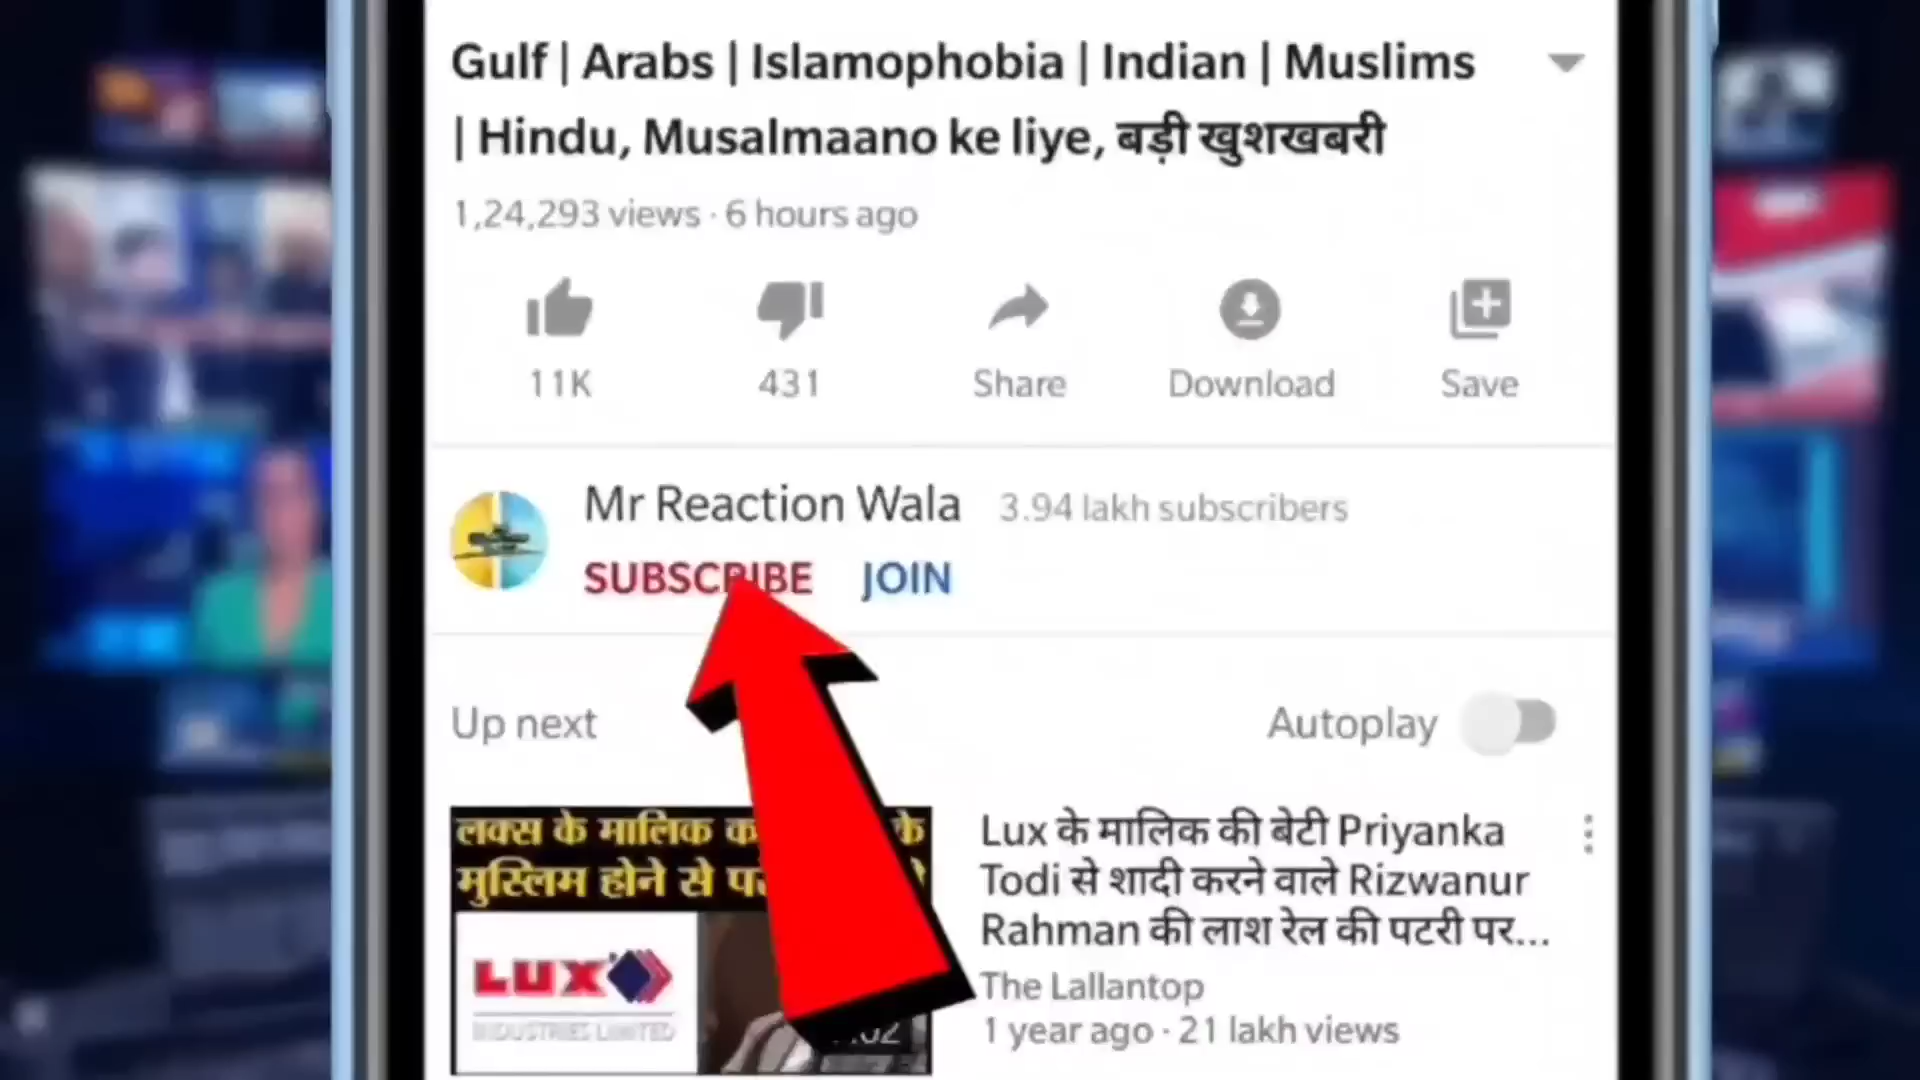 Gulf | Arabs | Islamophobia | Indian | Muslims
| Hindu, Musalmaano ke liye, बड़ी खुशखबरी
1,24,293 views · 6 hours ago
11K 431 Share Download Save
Mr Reaction Wala 3.94 lakh subscribers
SUBSCRIBE JOIN
Up next Autoplay
लक्स के मालिक के
मुस्लिम होने से
LUX
INDUSTRIES LIMITED
Lux के मालिक की बेटी Priyanka
Todi से शादी करने वाले Rizwanur
Rahman की लाश रेल की पटरी पर...
The Lallantop
1 year ago · 21 lakh views